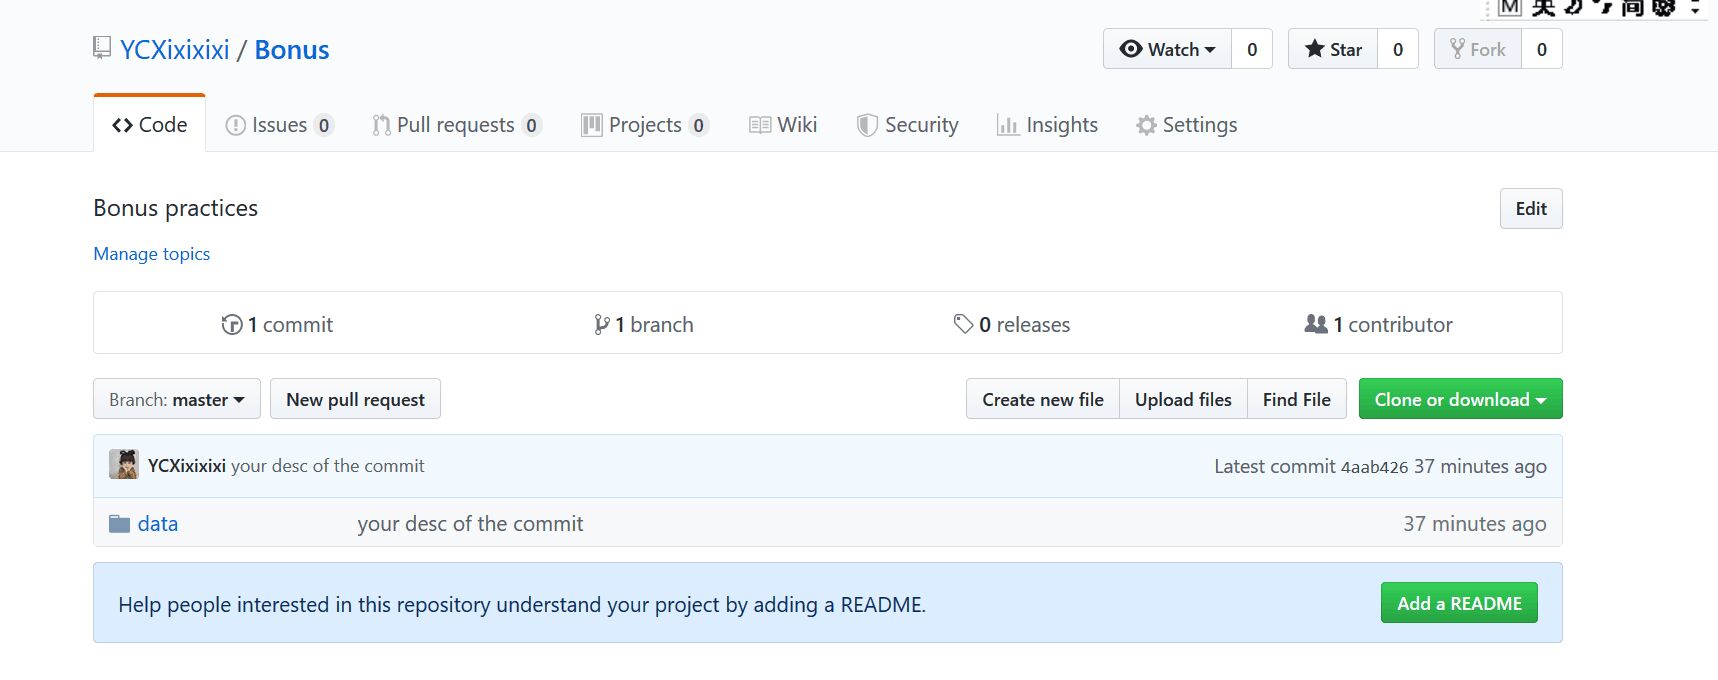 M 英 简
YCXixixixi / Bonus
Watch 0 Star 0 Fork 0
Code Issues 0 Pull requests 0 Projects 0 Wiki Security Insights Settings
Bonus practices Edit
Manage topics
1 commit 1 branch 0 releases 1 contributor
Branch: master New pull request Create new file Upload files Find File Clone or download
YCXixixixi your desc of the commit Latest commit 4aab426 37 minutes ago
data your desc of the commit 37 minutes ago
Help people interested in this repository understand your project by adding a README. Add a README